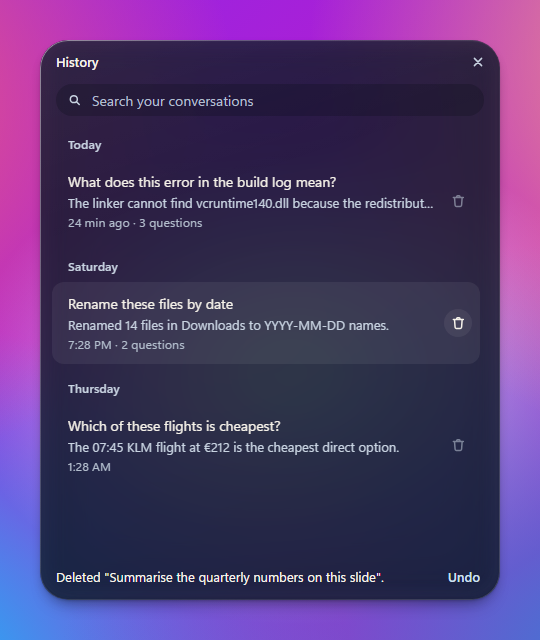 History
Search your conversations
Today
What does this error in the build log mean?
The linker cannot find vcruntime140.dll because the redistribut...
24 min ago · 3 questions
Saturday
Rename these files by date
Renamed 14 files in Downloads to YYYY-MM-DD names.
7:28 PM · 2 questions
Thursday
Which of these flights is cheapest?
The 07:45 KLM flight at €212 is the cheapest direct option.
1:28 AM
Deleted "Summarise the quarterly numbers on this slide". Undo